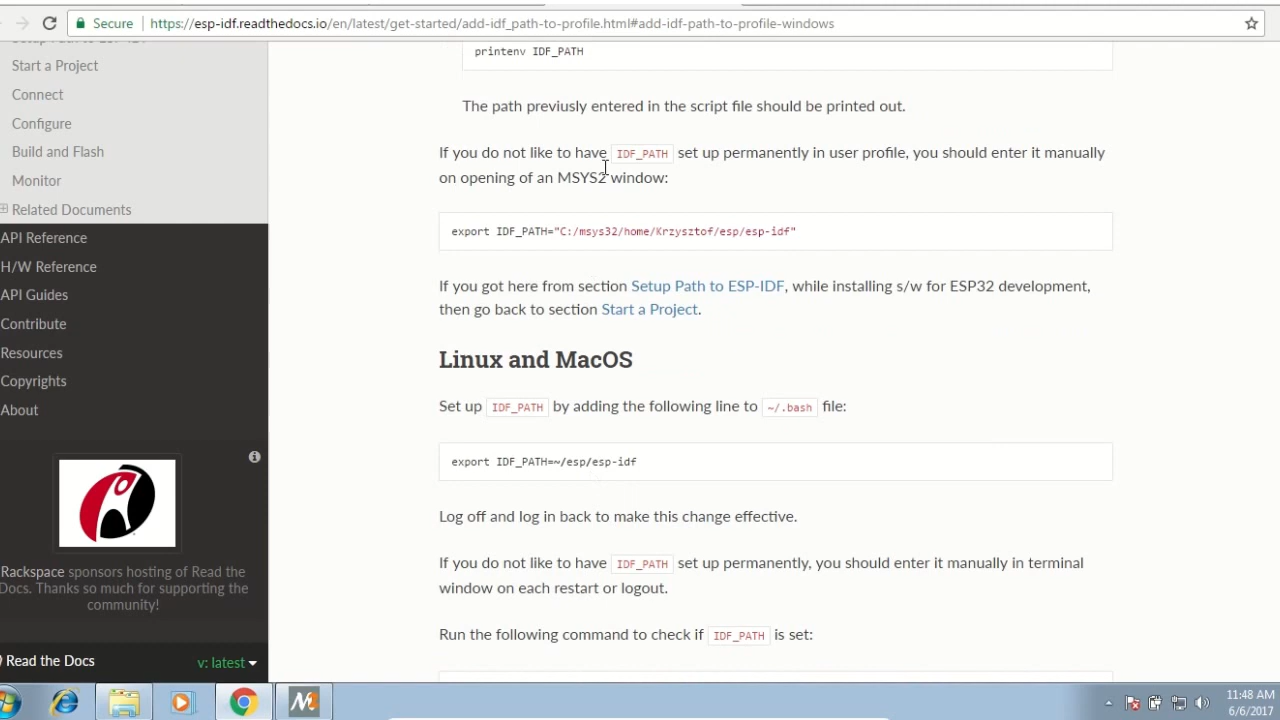 Secure
https://esp-idf.readthedocs.io/en/latest/get-started/add-idf_path-to-profile.html#add-idf-path-to-profile-windows
Start a Project
Connect
Configure
Build and Flash
Monitor
Related Documents
API Reference
H/W Reference
API Guides
Contribute
Resources
Copyrights
About
Rackspace sponsors hosting of Read the
Docs. Thanks so much for supporting the
community!
Read the Docs
v: latest
printenv IDF_PATH
The path previusly entered in the script file should be printed out.
If you do not like to have IDF_PATH set up permanently in user profile, you should enter it manually
on opening of an MSYS2 window:
export IDF_PATH="C:/msys32/home/Krzysztof/esp/esp-idf"
If you got here from section Setup Path to ESP-IDF, while installing s/w for ESP32 development,
then go back to section Start a Project.
Linux and MacOS
Set up IDF_PATH by adding the following line to ~/.bash file:
export IDF_PATH=~/esp/esp-idf
Log off and log in back to make this change effective.
If you do not like to have IDF_PATH set up permanently, you should enter it manually in terminal
window on each restart or logout.
Run the following command to check if IDF_PATH is set:
11:48 AM
6/6/2017